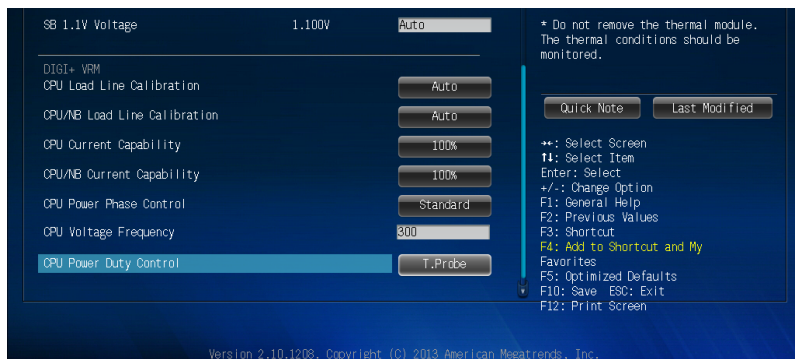 SB 1.1V Voltage 1.100V Auto
DIGI+ VRM
CPU Load Line Calibration Auto
CPU/NB Load Line Calibration Auto
CPU Current Capability 100%
CPU/NB Current Capability 100%
CPU Power Phase Control Standard
CPU Voltage Frequency 300
CPU Power Duty Control T.Probe
* Do not remove the thermal module.
The thermal conditions should be
monitored.
Quick Note Last Modified
→←: Select Screen
↑↓: Select Item
Enter: Select
+/-: Change Option
F1: General Help
F2: Previous Values
F3: Shortcut
F4: Add to Shortcut and My
Favorites
F5: Optimized Defaults
F10: Save ESC: Exit
F12: Print Screen
Version 2.10.1208. Copyright (C) 2013 American Megatrends, Inc.